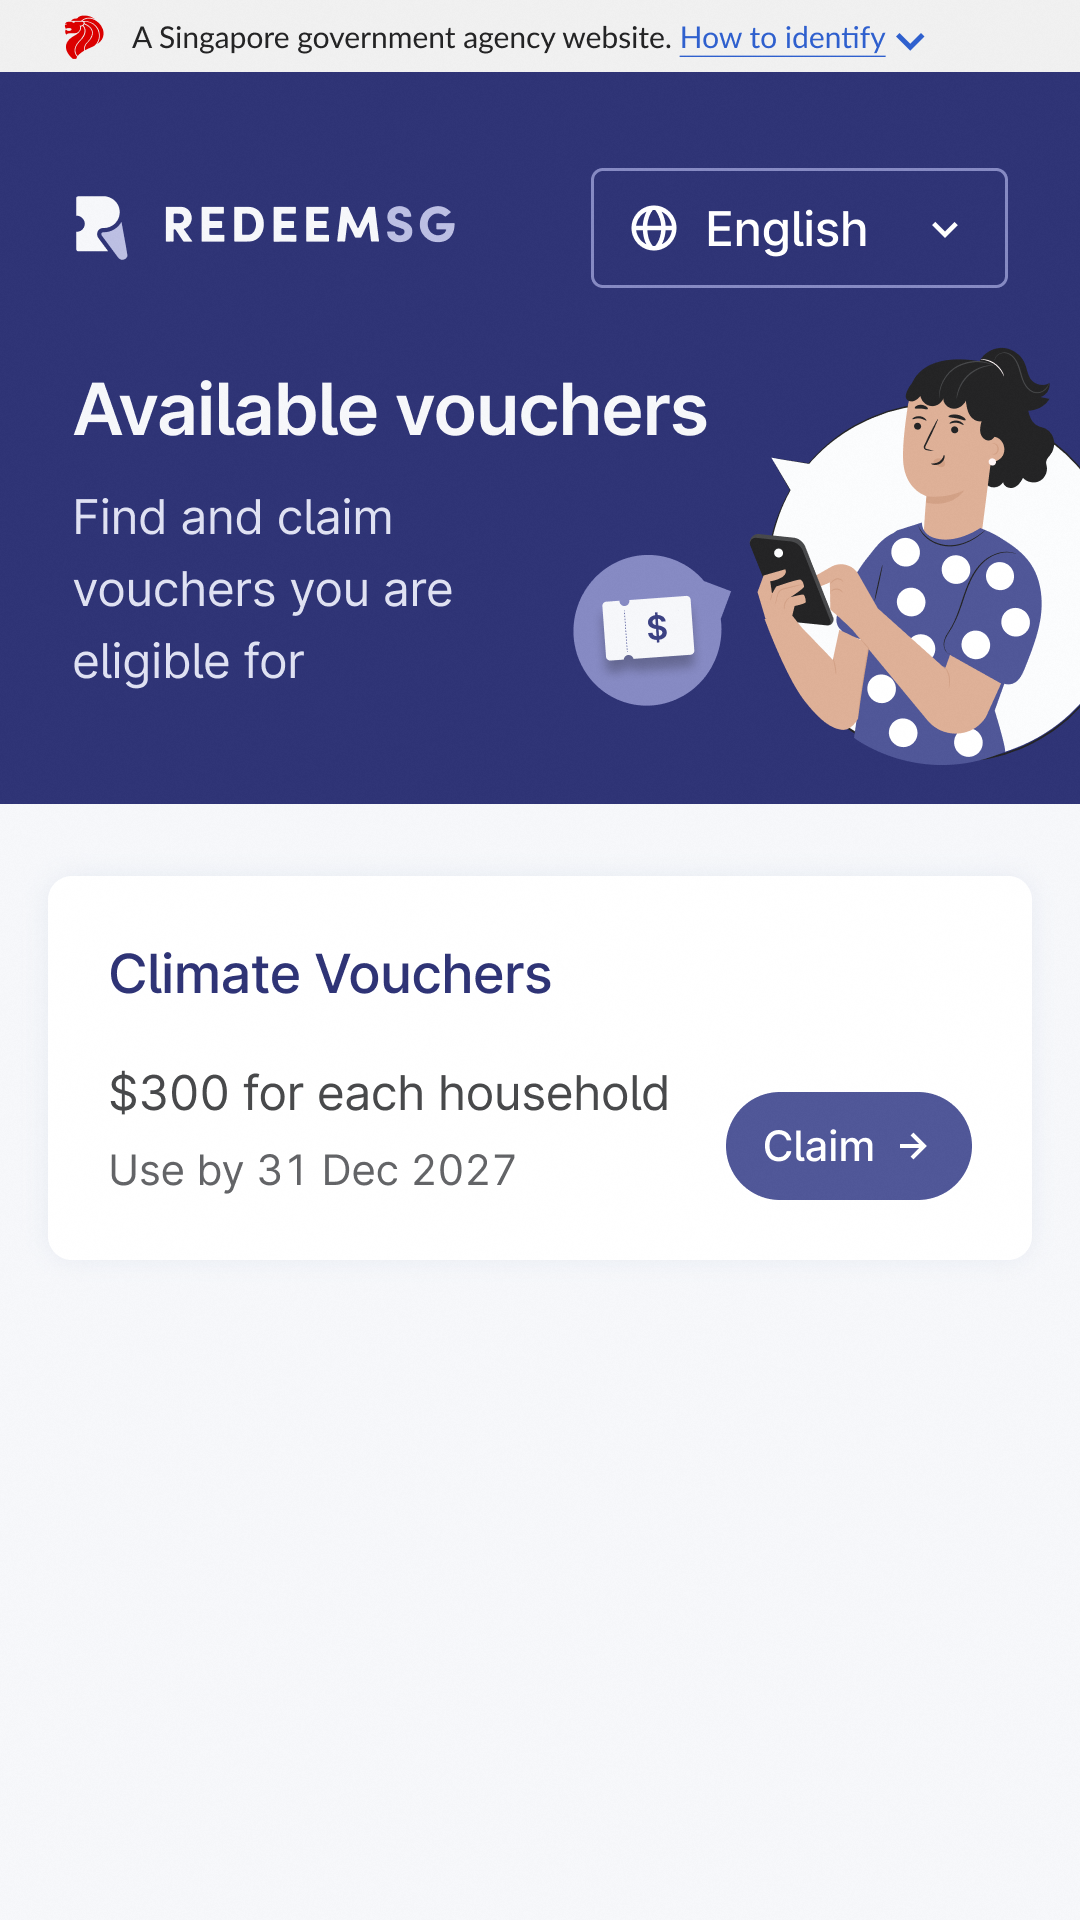 A Singapore government agency website. How to identify
REDEEMSG
English
Available vouchers
Find and claim
vouchers you are
eligible for
$
Climate Vouchers
$300 for each household
Use by 31 Dec 2027
Claim →